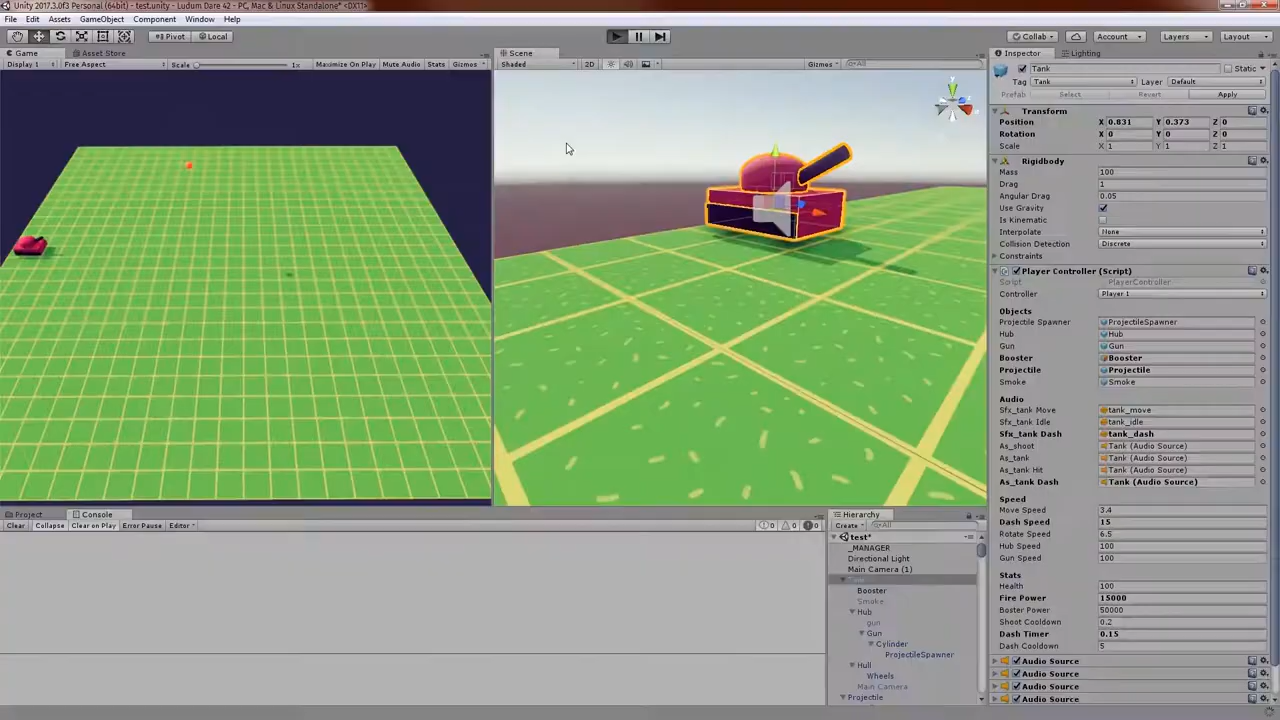 Unity 2017.3.0f3 Personal (64bit) - test.unity - Ludum Dare 42 - PC, Mac & Linux Standalone* <DX11>
File Edit Assets GameObject Component Window Help
Pivot Local Collab Account Layers Layout
Game Asset Store Scene Inspector Lighting
Display 1 Free Aspect Scale 1x Maximize On Play Mute Audio Stats Gizmos Shaded 2D Gizmos All
Tank Static
Tag Tank Layer Default
Prefab Select Revert Apply
Transform
Position X 0.831 Y 0.373 Z 0
Rotation X 0 Y 0 Z 0
Scale X 1 Y 1 Z 1
Rigidbody
Mass 100
Drag 1
Angular Drag 0.05
Use Gravity
Is Kinematic
Interpolate None
Collision Detection Discrete
Constraints
Player Controller (Script)
Script PlayerController
Controller Player 1
Objects
Projectile Spawner ProjectileSpawner
Hub Hub
Gun Gun
Booster Booster
Projectile Projectile
Smoke Smoke
Audio
Sfx_tank Move tank_move
Sfx_tank Idle tank_idle
Sfx_tank Dash tank_dash
As_shoot Tank (Audio Source)
As_tank Tank (Audio Source)
As_tank Hit Tank (Audio Source)
As_tank Dash Tank (Audio Source)
Speed
Move Speed 3.4
Dash Speed 15
Rotate Speed 6.5
Hub Speed 100
Gun Speed 100
Stats
Health 100
Fire Power 15000
Boster Power 50000
Shoot Cooldown 0.2
Dash Timer 0.15
Dash Cooldown 5
Audio Source
Audio Source
Audio Source
Audio Source
Project Console
Clear Collapse Clear on Play Error Pause Editor 0 0 0
Hierarchy
Create All
test*
_MANAGER
Directional Light
Main Camera (1)
Booster
Smoke
Hub
gun
Gun
Cylinder
ProjectileSpawner
Hull
Wheels
Main Camera
Projectile